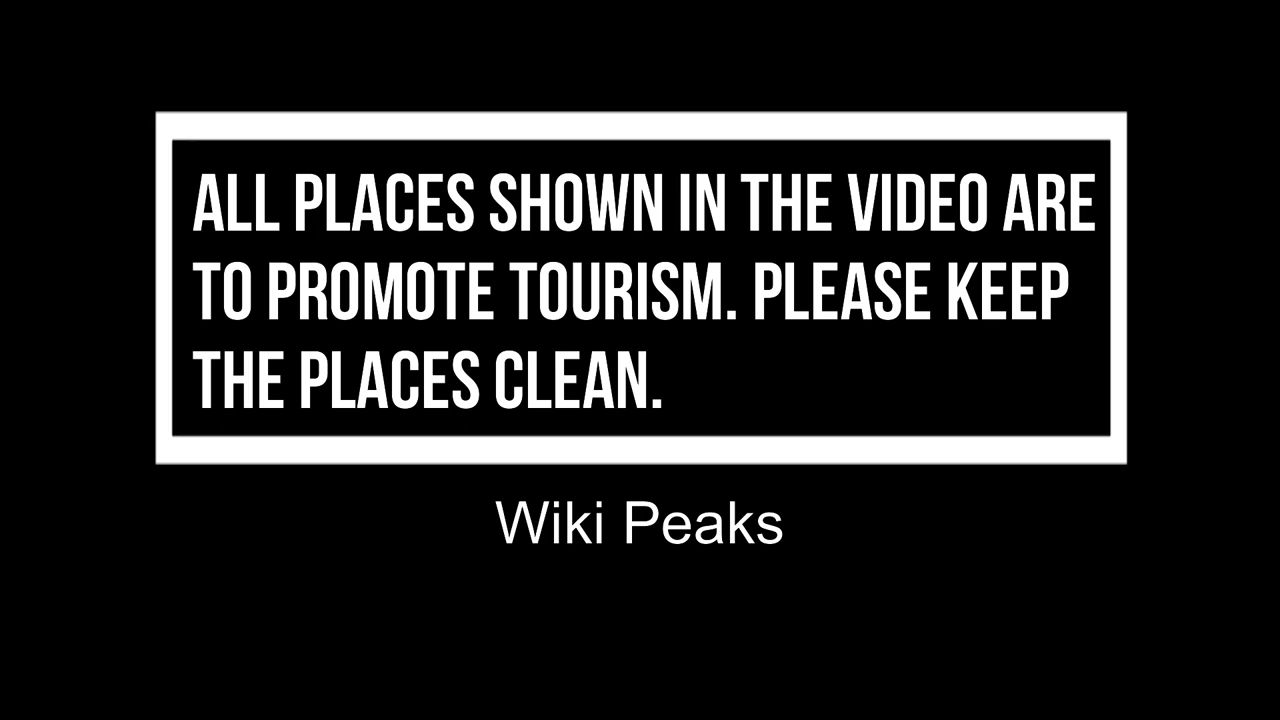 ALL PLACES SHOWN IN THE VIDEO ARE
TO PROMOTE TOURISM. PLEASE KEEP
THE PLACES CLEAN.
Wiki Peaks